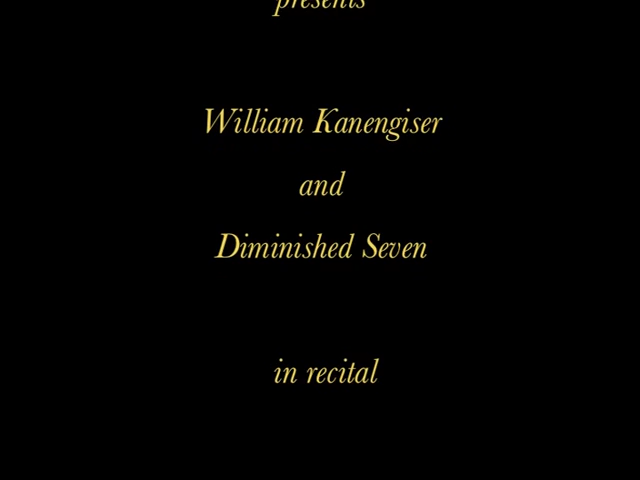 presents
William Kanengiser
and
Diminished Seven
in recital